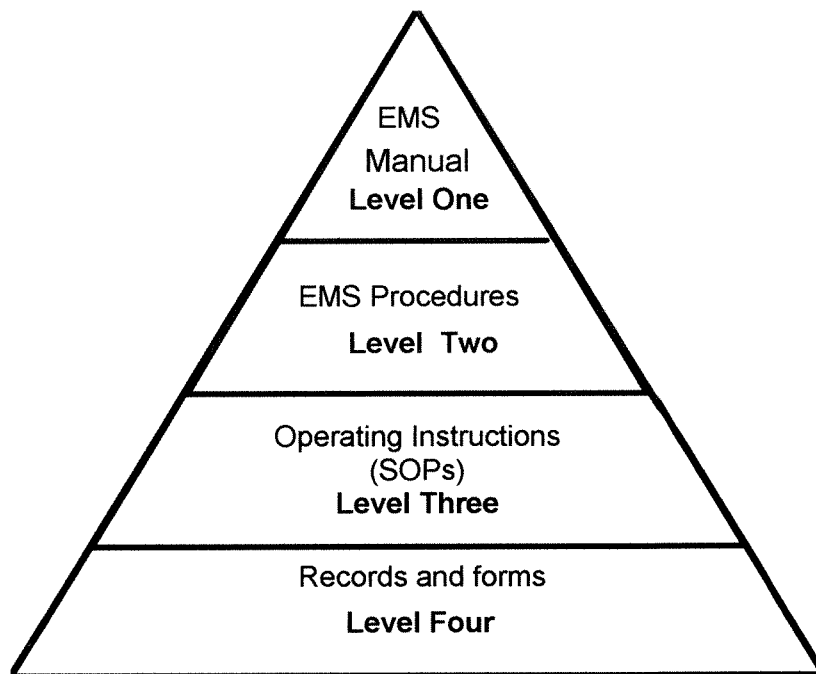 EMS
Manual
Level One
EMS Procedures
Level Two
Operating Instructions
(SOPs)
Level Three
Records and forms
Level Four